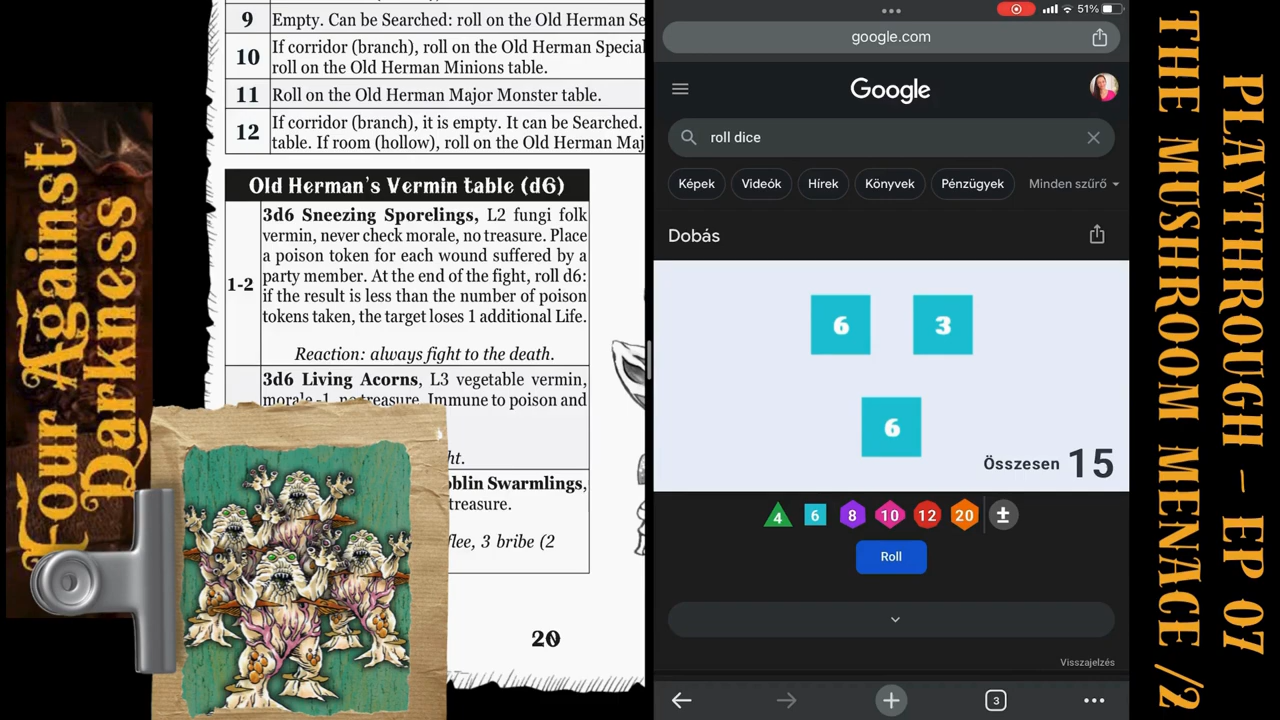 Four Against
Darkness
9 Empty. Can be Searched: roll on the Old Herman Se
10 If corridor (branch), roll on the Old Herman Special
roll on the Old Herman Minions table.
11 Roll on the Old Herman Major Monster table.
12 If corridor (branch), it is empty. It can be Searched.
table. If room (hollow), roll on the Old Herman Maj
Old Herman's Vermin table (d6)
3d6 Sneezing Sporelings, L2 fungi folk
vermin, never check morale, no treasure. Place
a poison token for each wound suffered by a
party member. At the end of the fight, roll d6:
1-2 if the result is less than the number of poison
tokens taken, the target loses 1 additional Life.
Reaction: always fight to the death.
3d6 Living Acorns, L3 vegetable vermin,
morale -1, no treasure. Immune to poison and
ht.
oblin Swarmlings,
treasure.
flee, 3 bribe (2
20
51%
google.com
Google
roll dice
Képek Videók Hírek Könyvek Pénzügyek Minden szűrő
Dobás
6 3
6
Összesen 15
4 6 8 10 12 20 ±
Roll
Visszajelzés
3
PLAYTHROUGH – EP 07
THE MUSHROOM MENACE /2